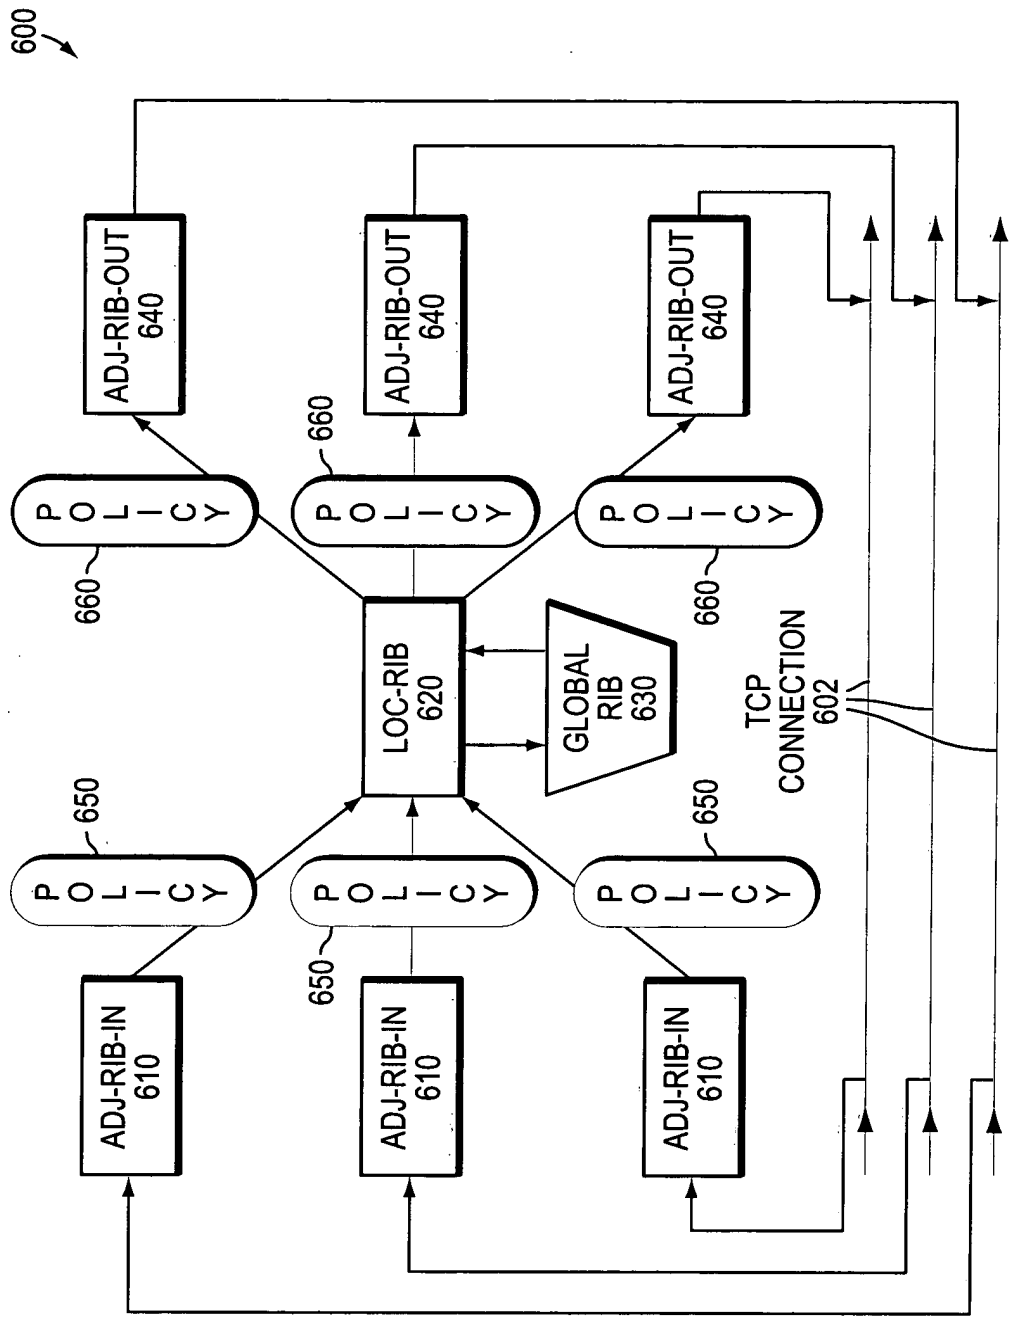 600
ADJ-RIB-IN
610
650
POLICY
660
POLICY
ADJ-RIB-OUT
640
ADJ-RIB-IN
610
650
POLICY
LOC-RIB
620
660
POLICY
ADJ-RIB-OUT
640
ADJ-RIB-IN
610
650
POLICY
GLOBAL
RIB
630
660
POLICY
ADJ-RIB-OUT
640
TCP
CONNECTION
602